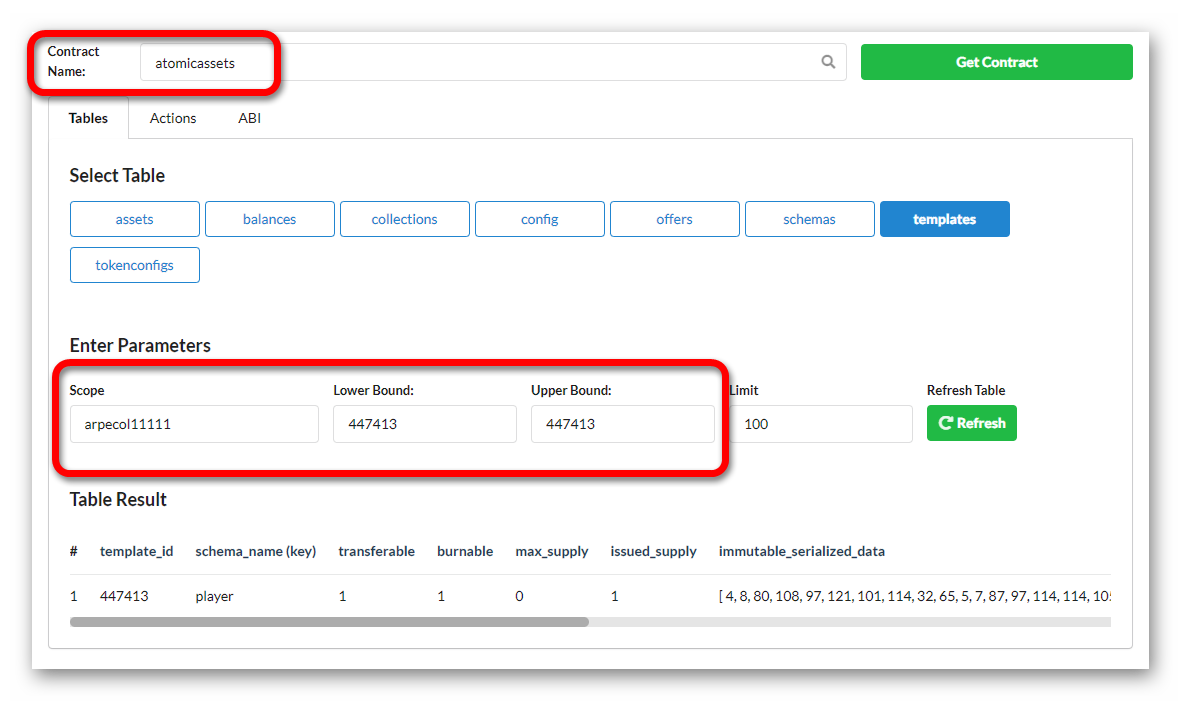 Contract
Name:
atomicassets
Get Contract
Tables Actions ABI
Select Table
assets balances collections config offers schemas templates
tokenconfigs
Enter Parameters
Scope Lower Bound: Upper Bound: Limit Refresh Table
arpecol11111 447413 447413 100 Refresh
Table Result
# template_id schema_name (key) transferable burnable max_supply issued_supply immutable_serialized_data
1 447413 player 1 1 0 1 [ 4, 8, 80, 108, 97, 121, 101, 114, 32, 65, 5, 7, 87, 97, 114, 114, 105